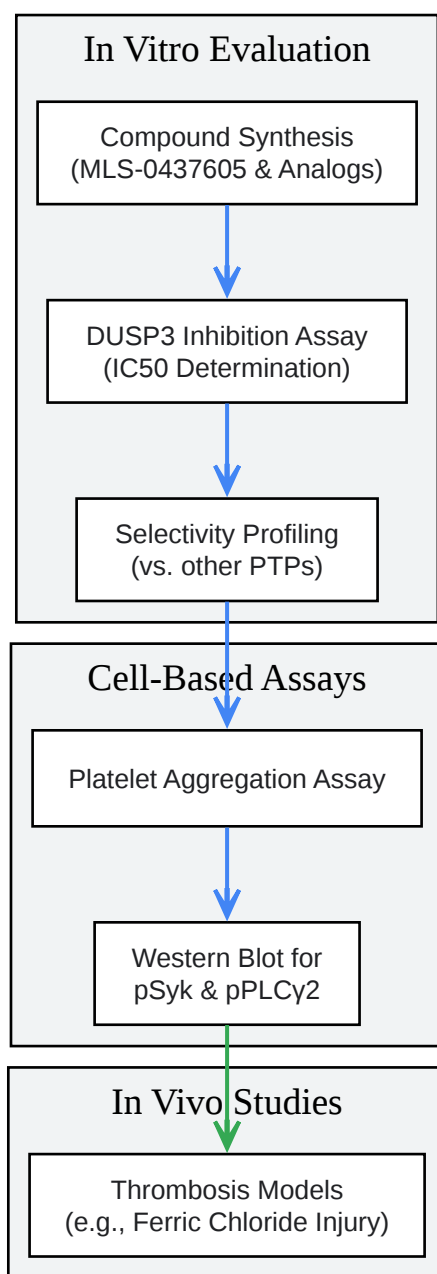 In Vitro Evaluation
Compound Synthesis
(MLS-0437605 & Analogs)
DUSP3 Inhibition Assay
(IC50 Determination)
Selectivity Profiling
(vs. other PTPs)
Cell-Based Assays
Platelet Aggregation Assay
Western Blot for
pSyk & pPLCγ2
In Vivo Studies
Thrombosis Models
(e.g., Ferric Chloride Injury)